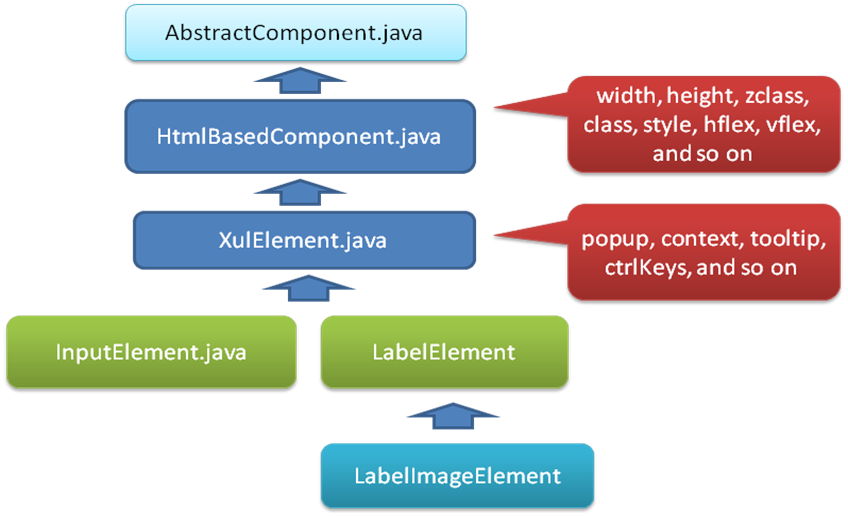 AbstractComponent.java
HtmlBasedComponent.java
width, height, zclass,
class, style, hflex, vflex,
and so on
XulElement.java
popup, context, tooltip,
ctrlKeys, and so on
InputElement.java
LabelElement
LabelImageElement